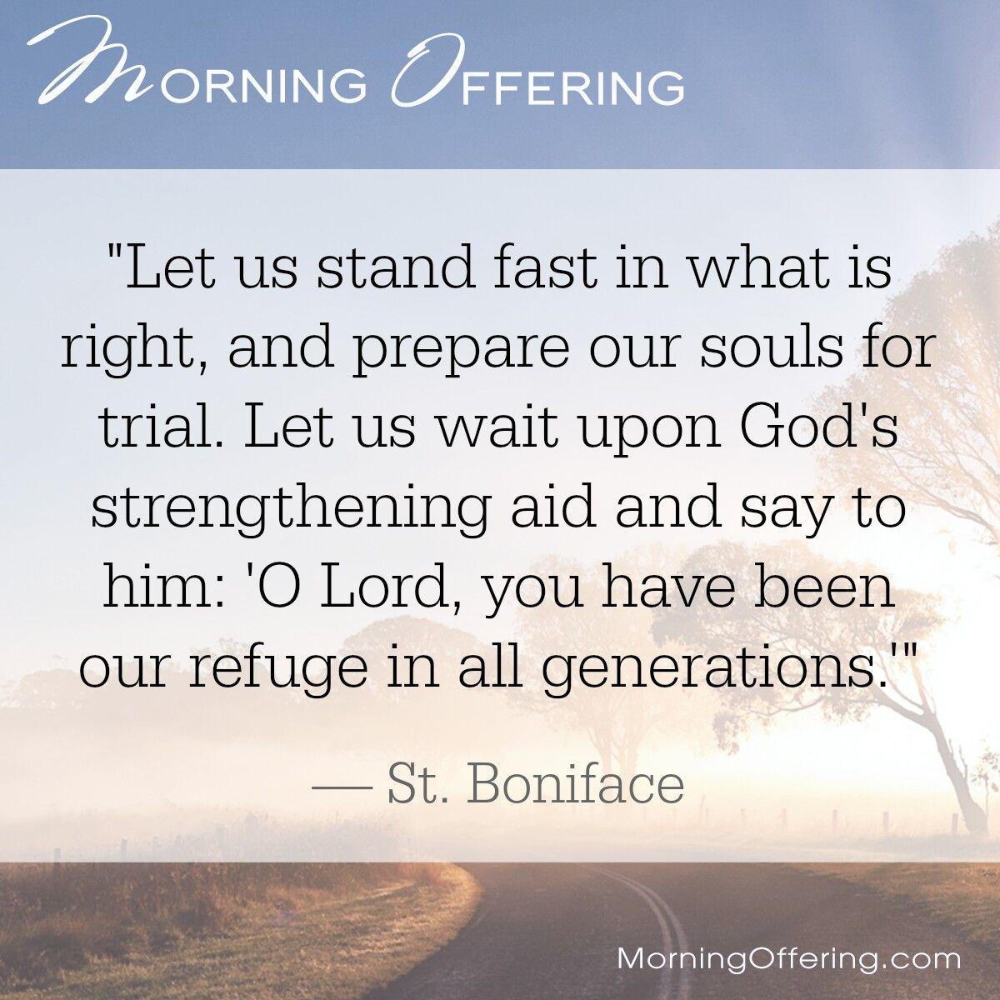 Morning Offering
"Let us stand fast in what is
right, and prepare our souls for
trial. Let us wait upon God's
strengthening aid and say to
him: 'O Lord, you have been
our refuge in all generations.'"
— St. Boniface
MorningOffering.com